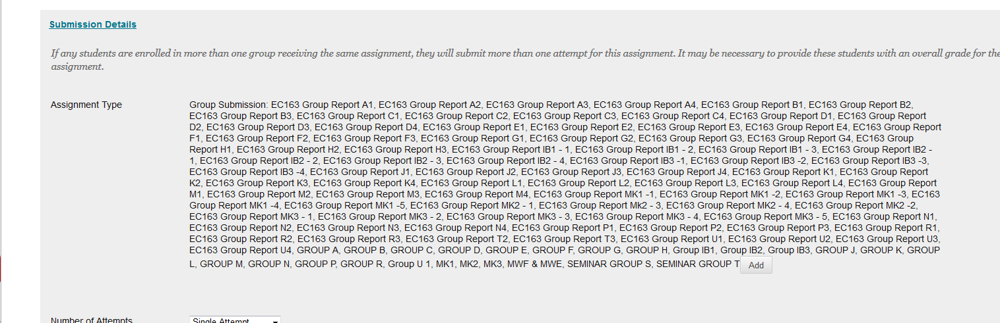 Submission Details
If any students are enrolled in more than one group receiving the same assignment, they will submit more than one attempt for this assignment. It may be necessary to provide these students with an overall grade for the
assignment.
Assignment Type
Group Submission: EC163 Group Report A1, EC163 Group Report A2, EC163 Group Report A3, EC163 Group Report A4, EC163 Group Report B1, EC163 Group Report B2,
EC163 Group Report B3, EC163 Group Report C1, EC163 Group Report C2, EC163 Group Report C3, EC163 Group Report C4, EC163 Group Report D1, EC163 Group Report
D2, EC163 Group Report D3, EC163 Group Report D4, EC163 Group Report E1, EC163 Group Report E2, EC163 Group Report E3, EC163 Group Report E4, EC163 Group Report
F1, EC163 Group Report F2, EC163 Group Report F3, EC163 Group Report G1, EC163 Group Report G2, EC163 Group Report G3, EC163 Group Report G4, EC163 Group
Report H1, EC163 Group Report H2, EC163 Group Report H3, EC163 Group Report IB1 - 1, EC163 Group Report IB1 - 2, EC163 Group Report IB1 - 3, EC163 Group Report IB2 -
1, EC163 Group Report IB2 - 2, EC163 Group Report IB2 - 3, EC163 Group Report IB2 - 4, EC163 Group Report IB3 -1, EC163 Group Report IB3 -2, EC163 Group Report IB3 -3,
EC163 Group Report IB3 -4, EC163 Group Report J1, EC163 Group Report J2, EC163 Group Report J3, EC163 Group Report J4, EC163 Group Report K1, EC163 Group Report
K2, EC163 Group Report K3, EC163 Group Report K4, EC163 Group Report L1, EC163 Group Report L2, EC163 Group Report L3, EC163 Group Report L4, EC163 Group Report
M1, EC163 Group Report M2, EC163 Group Report M3, EC163 Group Report M4, EC163 Group Report MK1 -1, EC163 Group Report MK1 -2, EC163 Group Report MK1 -3, EC163
Group Report MK1 -4, EC163 Group Report MK1 -5, EC163 Group Report MK2 - 1, EC163 Group Report MK2 - 3, EC163 Group Report MK2 - 4, EC163 Group Report MK2 -2,
EC163 Group Report MK3 - 1, EC163 Group Report MK3 - 2, EC163 Group Report MK3 - 3, EC163 Group Report MK3 - 4, EC163 Group Report MK3 - 5, EC163 Group Report N1,
EC163 Group Report N2, EC163 Group Report N3, EC163 Group Report N4, EC163 Group Report P1, EC163 Group Report P2, EC163 Group Report P3, EC163 Group Report R1,
EC163 Group Report R2, EC163 Group Report R3, EC163 Group Report T2, EC163 Group Report T3, EC163 Group Report U1, EC163 Group Report U2, EC163 Group Report U3,
EC163 Group Report U4, GROUP A, GROUP B, GROUP C, GROUP D, GROUP E, GROUP F, GROUP G, GROUP H, Group IB1, Group IB2, Group IB3, GROUP J, GROUP K, GROUP
L, GROUP M, GROUP N, GROUP P, GROUP R, Group U 1, MK1, MK2, MK3, MWF & MWE, SEMINAR GROUP S, SEMINAR GROUP T Add
Number of Attempts
Single Attempt